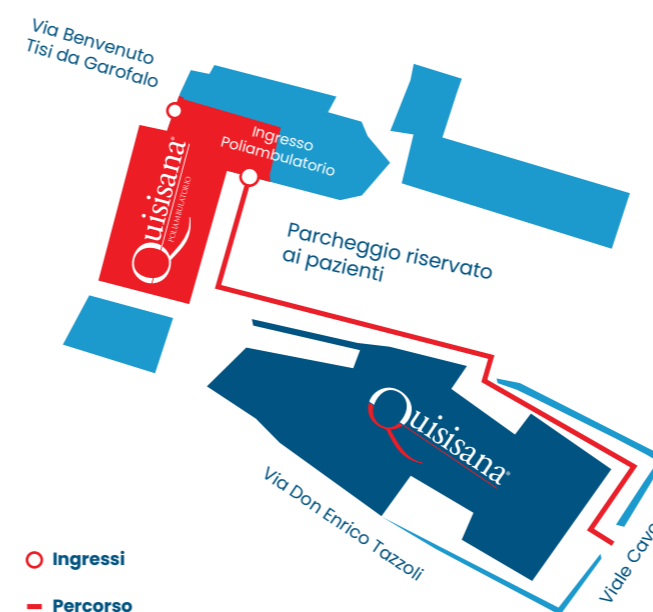 Via Benvenuto
Tisi da Garofalo
Ingresso
Poliambulatorio
Quisisana®
POLIAMBULATORIO
Parcheggio riservato
ai pazienti
Quisisana®
Via Don Enrico Tazzoli
Viale
Ingressi
Percorso